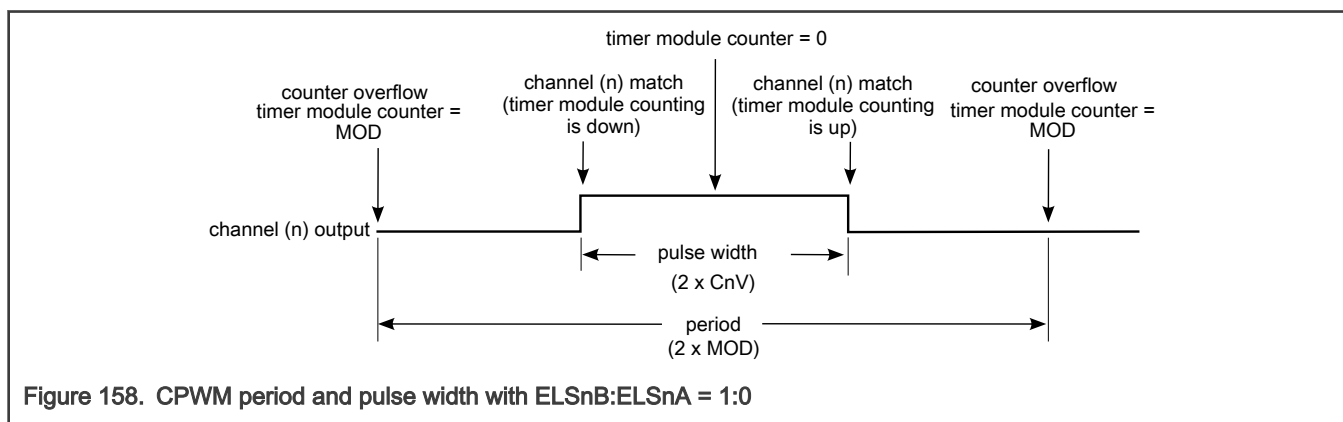 timer module counter = 0
counter overflow
timer module counter =
MOD
channel (n) match
(timer module counting
is down)
channel (n) match
(timer module counting
is up)
counter overflow
timer module counter =
MOD
channel (n) output
pulse width
(2 x CnV)
period
(2 x MOD)
Figure 158. CPWM period and pulse width with ELSnB:ELSnA = 1:0